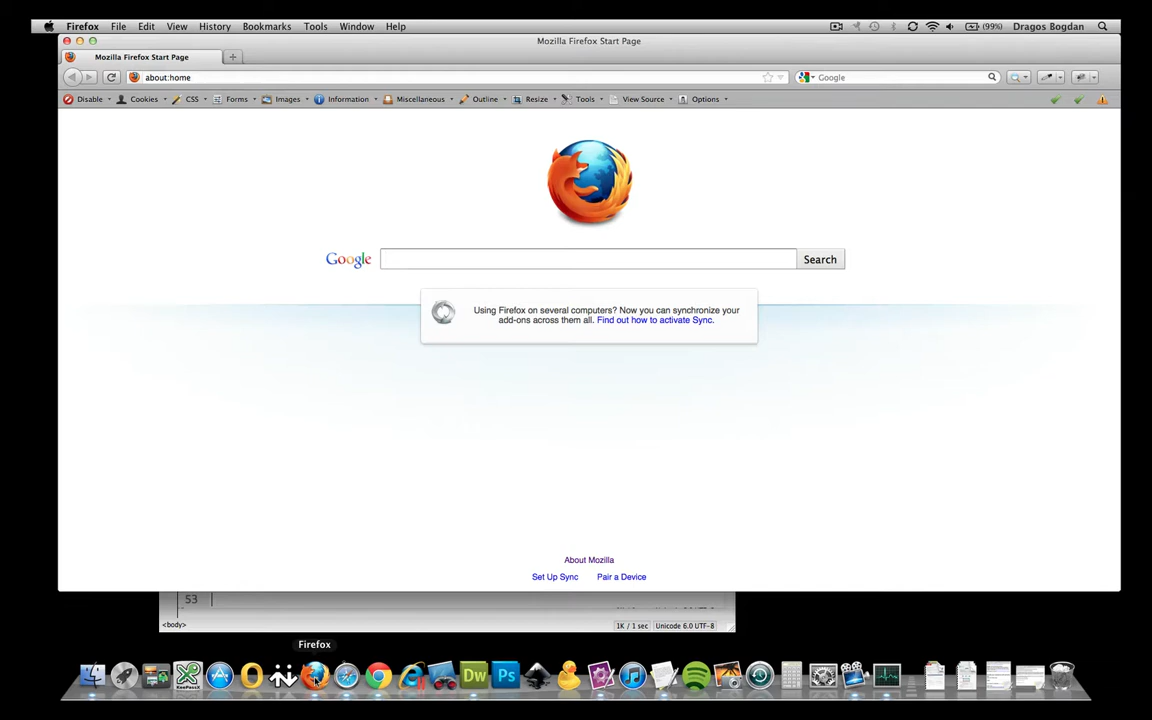 Firefox File Edit View History Bookmarks Tools Window Help (99%) Dragos Bogdan
Mozilla Firefox Start Page
Mozilla Firefox Start Page +
about:home Google
Disable Cookies CSS Forms Images Information Miscellaneous Outline Resize Tools View Source Options
Google Search
Using Firefox on several computers? Now you can synchronize your
add-ons across them all. Find out how to activate Sync.
About Mozilla
Set Up Sync Pair a Device
53
<body> 1K / 1 sec Unicode 6.0 UTF-8
Firefox
KeePassX Dw Ps